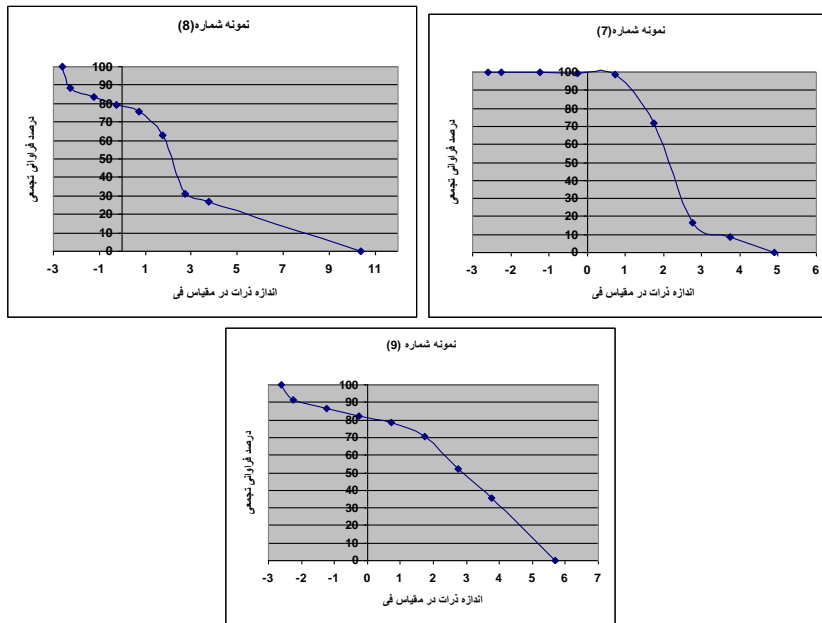 نمونه شماره(8)
درصد فراوانی تجمعی
100
90
80
70
60
50
40
30
20
10
0
-3 -1 1 3 5 7 9 11
اندازه ذرات در مقیاس فی
نمونه شماره(7)
درصد فراوانی تجمعی
100
90
80
70
60
50
40
30
20
10
0
-3 -2 -1 0 1 2 3 4 5 6
اندازه ذرات در مقیاس فی
نمونه شماره (9)
درصد فراوانی تجمعی
100
90
80
70
60
50
40
30
20
10
0
-3 -2 -1 0 1 2 3 4 5 6 7
اندازه ذرات در مقیاس فی